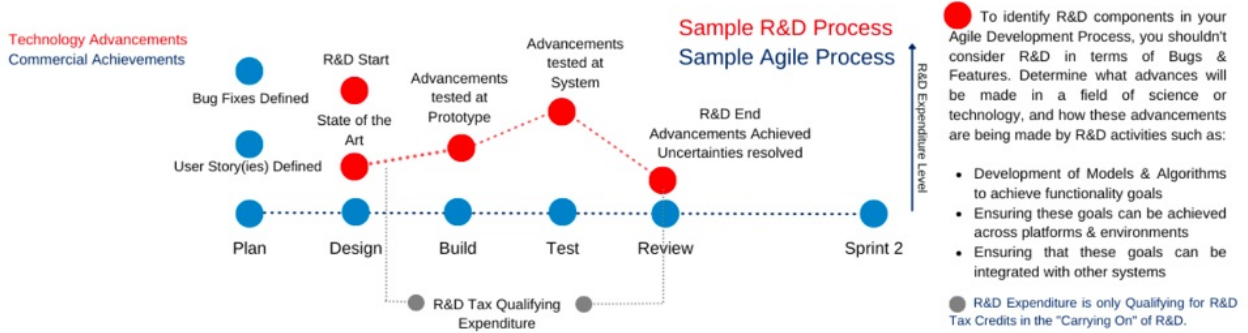 Technology Advancements
Commercial Achievements
Bug Fixes Defined
User Story(ies) Defined
R&D Start
State of the
Art
Advancements
tested at
Prototype
Advancements
tested at
System
R&D End
Advancements Achieved
Uncertainties resolved
Sample R&D Process
Sample Agile Process
R&D Expenditure Level
Plan
Design
Build
Test
Review
Sprint 2
R&D Tax Qualifying
Expenditure
To identify R&D components in your
Agile Development Process, you shouldn't
consider R&D in terms of Bugs &
Features. Determine what advances will
be made in a field of science or
technology, and how these advancements
are being made by R&D activities such as:
• Development of Models & Algorithms
to achieve functionality goals
• Ensuring these goals can be achieved
across platforms & environments
• Ensuring that these goals can be
integrated with other systems
R&D Expenditure is only Qualifying for R&D
Tax Credits in the "Carrying On" of R&D.